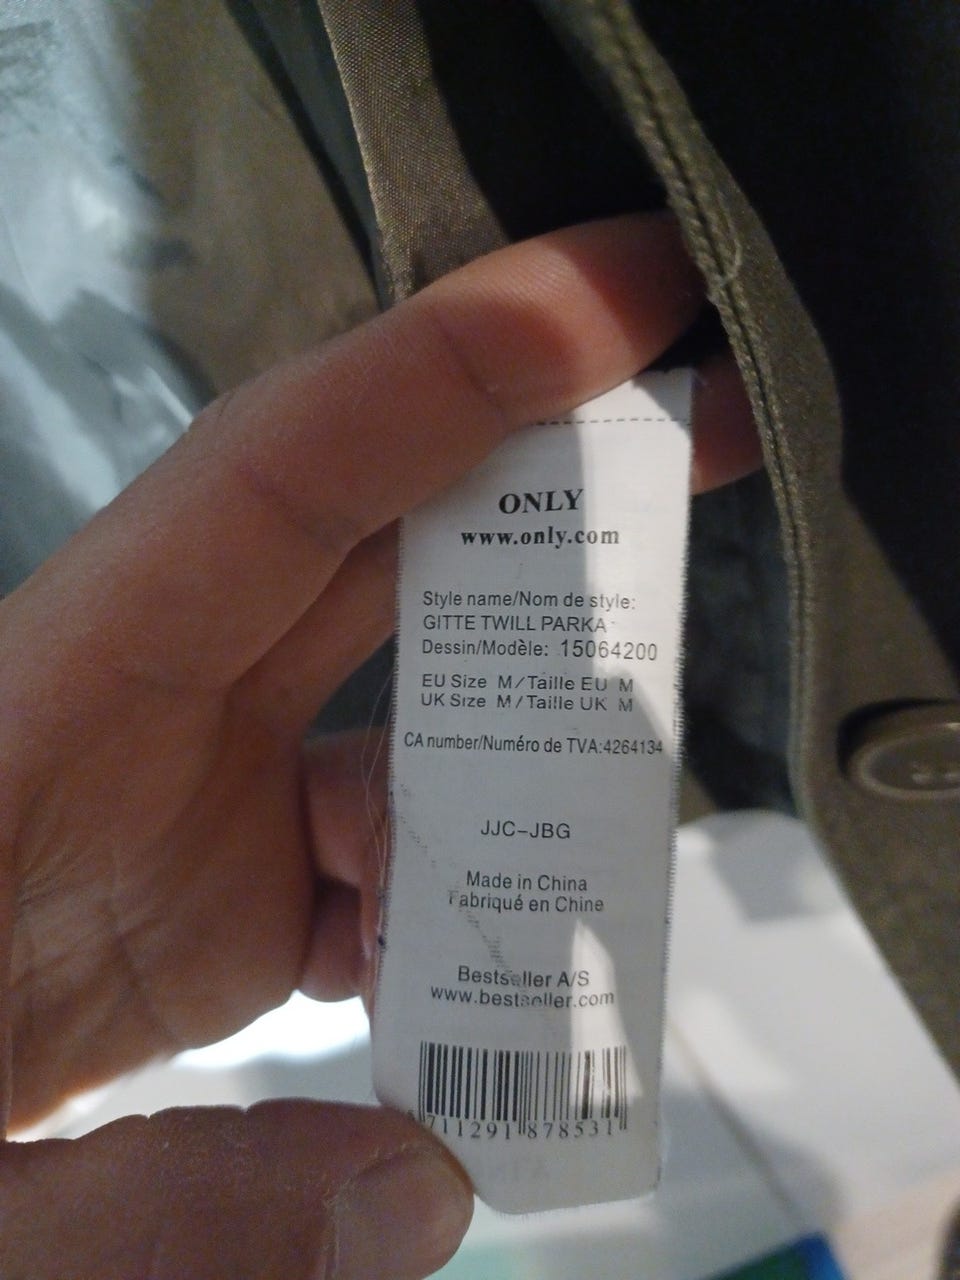 ONLY
www.only.com
Style name/Nom de style:
GITTE TWILL PARKA
Dessin/Modèle: 15064200
EU Size M/Taille EU M
UK Size M/Taille UK M
CA number/Numéro de TVA:4264134
JJC-JBG
Made in China
Fabriqué en Chine
Bestseller A/S
www.bestseller.com
711291 878531